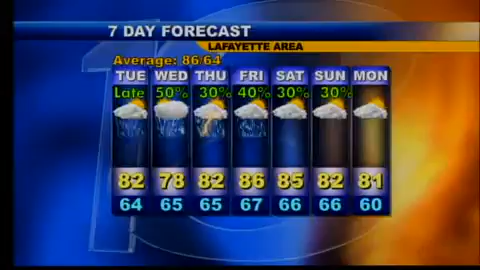 7 DAY FORECAST
LAFAYETTE AREA
Average: 86/64
TUE WED THU FRI SAT SUN MON
Late 50% 30% 40% 30% 30%
82 78 82 86 85 82 81
64 65 65 67 66 66 60